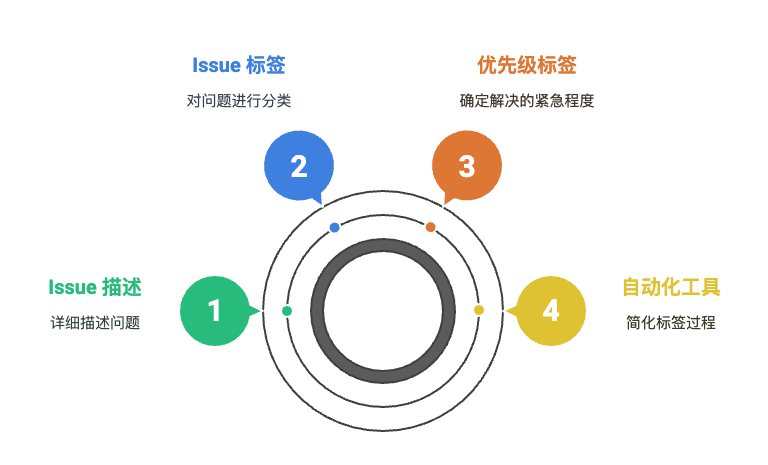 Issue 标签
对问题进行分类
优先级标签
确定解决的紧急程度
2
3
Issue 描述
详细描述问题
1
4
自动化工具
简化标签过程